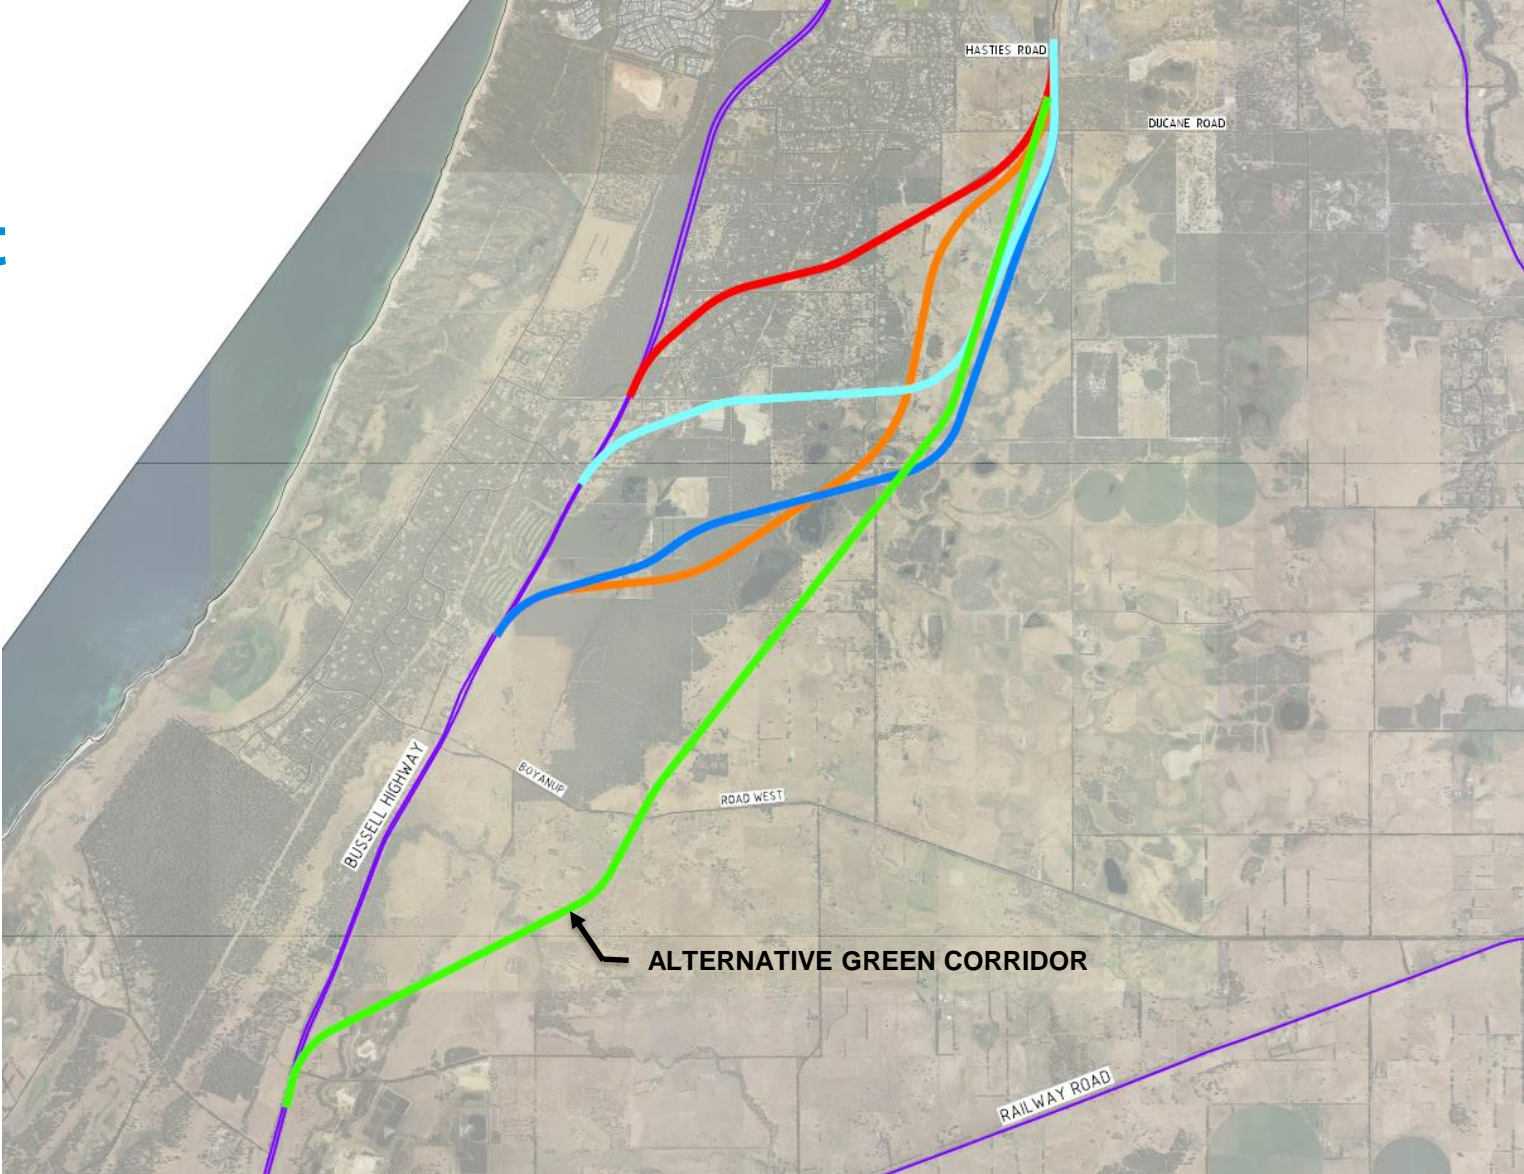 HASTIES ROAD
DUCANE ROAD
t
BUSSELL HIGHWAY
BOYANUP
ROAD WEST
ALTERNATIVE GREEN CORRIDOR
RAILWAY ROAD